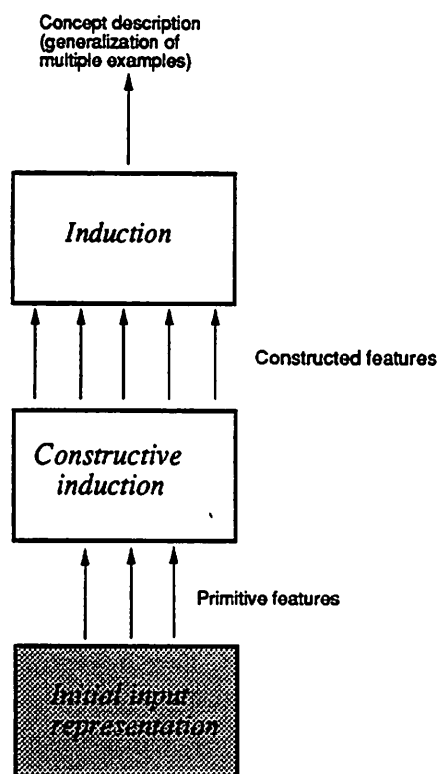 Concept description
(generalization of
multiple examples)
Induction
Constructed features
Constructive
induction
Primitive features
Initial input
representation